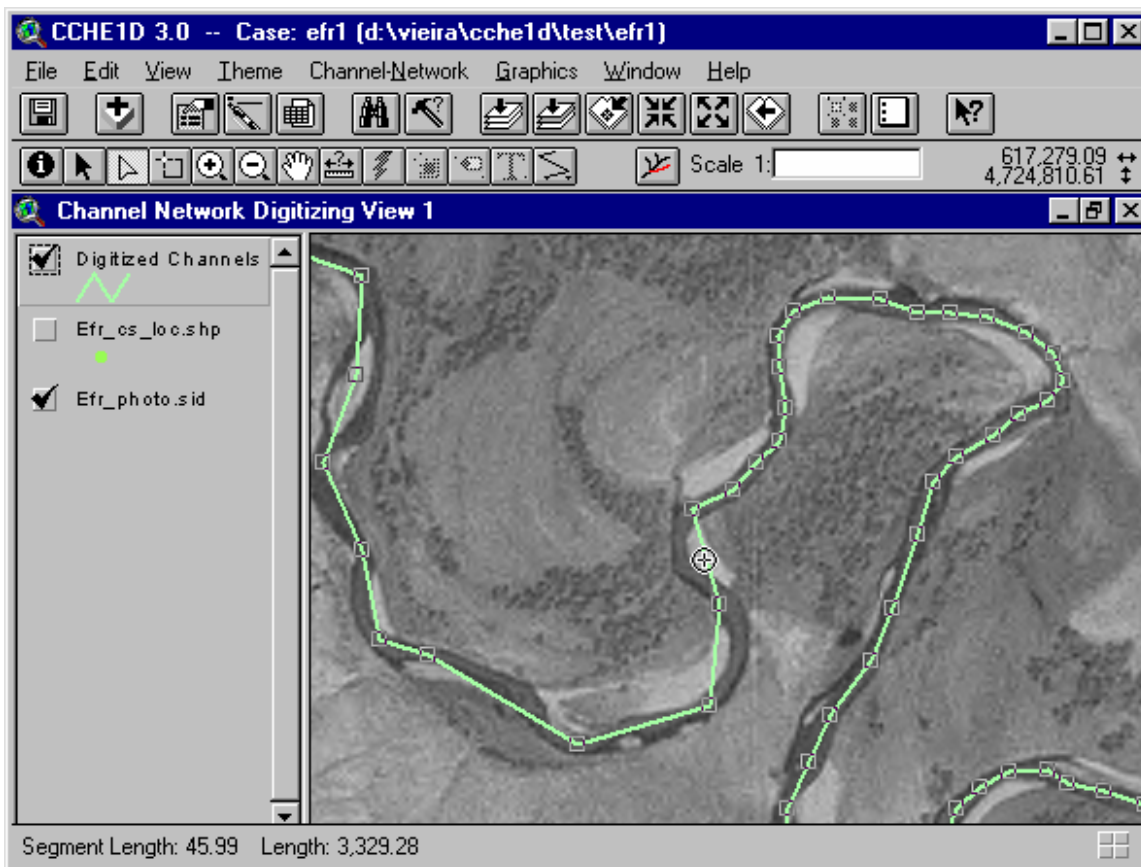 CCHE1D 3.0 -- Case: efr1 (d:\vieira\cche1d\test\efr1)
File Edit View Theme Channel-Network Graphics Window Help
Scale 1:
617,279.09
4,724,810.61
Channel Network Digitizing View 1
Digitized Channels
Efr_cs_loc.shp
Efr_photo.sid
Segment Length: 45.99 Length: 3,329.28